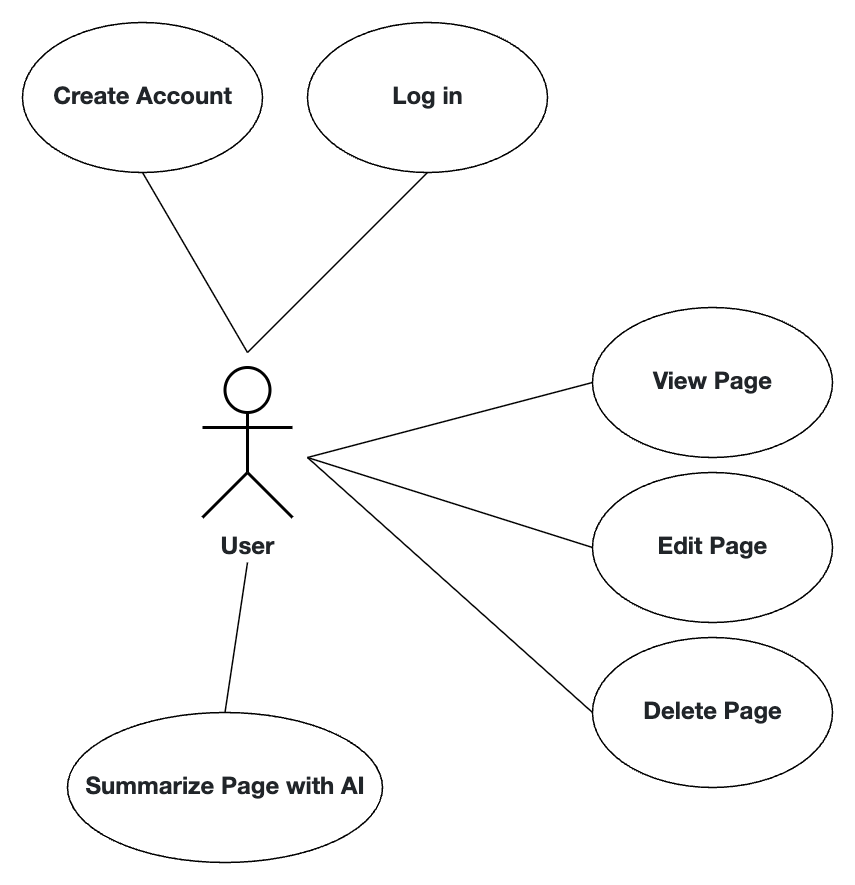 Create Account
Log in
View Page
Edit Page
User
Delete Page
Summarize Page with AI